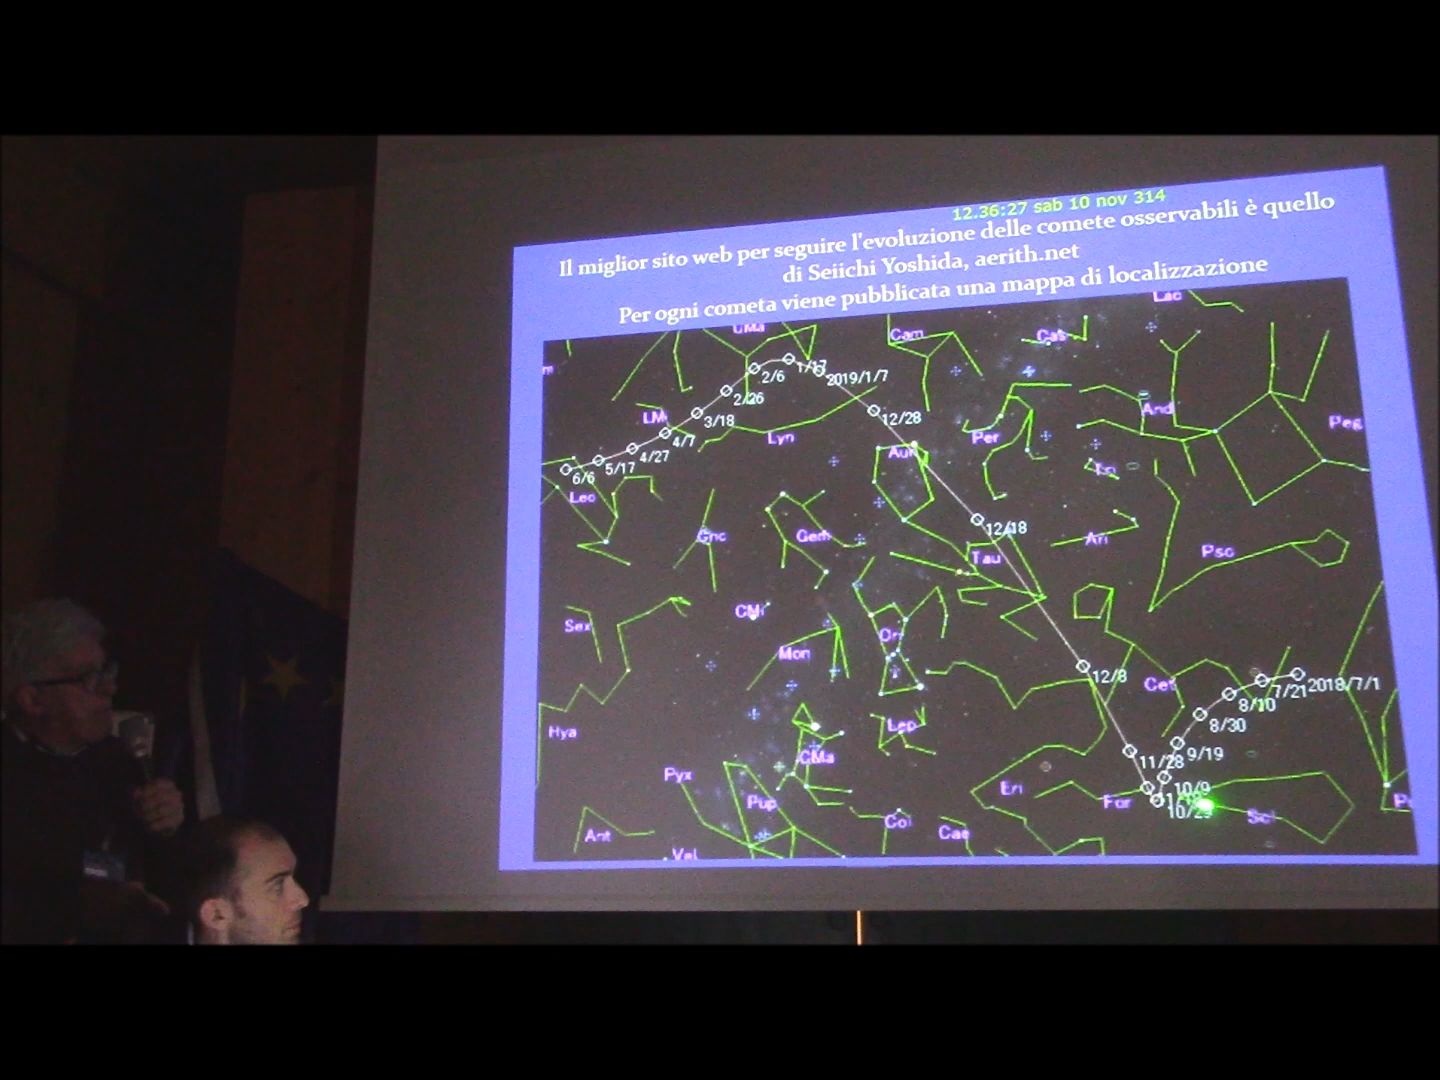 12.36:27 sab 10 nov 314
Il miglior sito web per seguire l'evoluzione delle comete osservabili è quello
di Seiichi Yoshida, aerith.net
Per ogni cometa viene pubblicata una mappa di localizzazione
Lac
UMa
Cam
Cas
1/17
2/6
2019/1/7
2/26
LMi
3/18
12/28
And
Peg
4/7
Lyn
Per
4/27
Aur
5/17
6/6
Tri
Leo
12/18
Cnc
Gem
Ari
Psc
Tau
CMi
Sex
Ori
Mon
12/8
Cet
2018/7/1
7/21
8/10
8/30
Hya
Lep
CMa
11/28
9/19
Pyx
Eri
10/9
Pup
For
10/29
Scl
Col
Ant
Cae
Vel